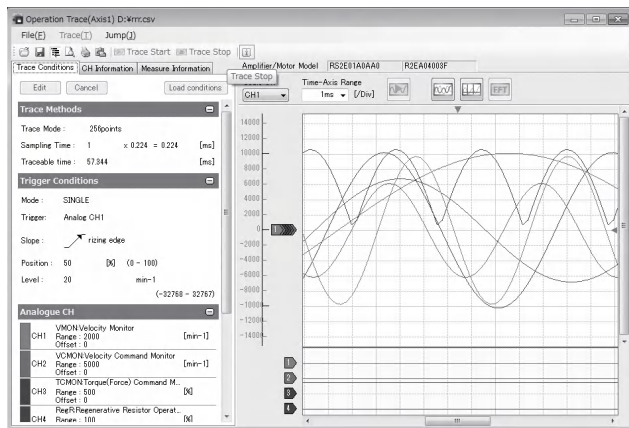 Operation Trace(Axis1) D:¥rrr.csv
File(F) Trace(T) Jump(J)
Trace Start Trace Stop
Trace Conditions CH Information Measure Information
Amplifier/Motor Model RS2E01A0AA0 R2EA04003F
Trace Stop
Edit Cancel Load conditions
Time-Axis Range
CH1 1ms [/Div] EFT
Trace Methods
Trace Mode : 256points
Sampling Time : 1 x 0.224 = 0.224 [ms]
Traceable time : 57.344 [ms]
Trigger Conditions
Mode : SINGLE
Trigger: Analog CH1
Slope : rizing edge
Position : 50 [%] (0 - 100)
Level : 20 min-1
(-32768 - 32767)
Analogue CH
CH1 VMON:Velocity Monitor
Range : 2000 [min-1]
Offset : 0
CH2 VCMON:Velocity Command Monitor
Range : 5000 [min-1]
Offset : 0
CH3 TCMON:Torque(Force) Command M...
Range : 500 [%]
Offset : 0
CH4 RegR:Regenerative Resistor Operat...
Range : 100 [%]
14000
12000
10000
8000
6000
4000
2000
0
-2000
-4000
-6000
-8000
-10000
-12000
-14000
1
1
2
3
4